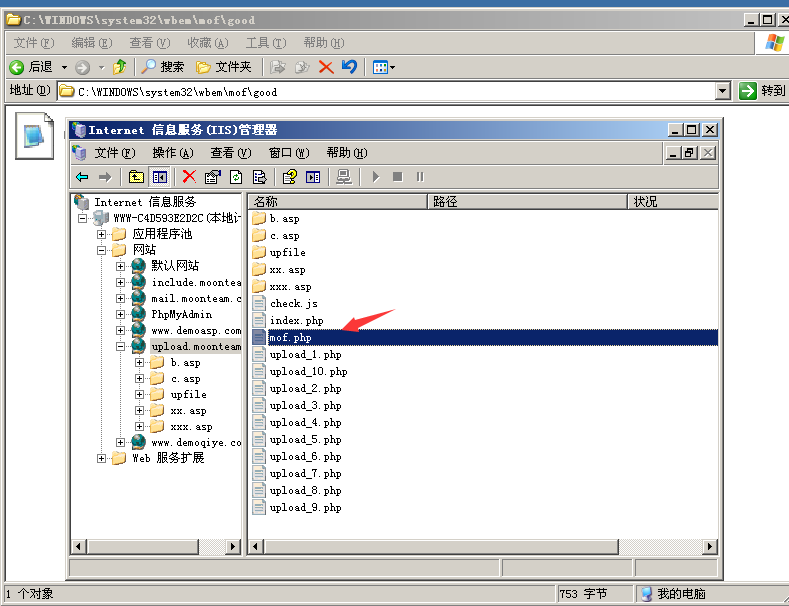 C:\WINDOWS\system32\wbem\mof\good
文件(F) 编辑(E) 查看(V) 收藏(A) 工具(T) 帮助(H)
后退 搜索 文件夹
地址(D) C:\WINDOWS\system32\wbem\mof\good 转到
Internet 信息服务(IIS)管理器
文件(F) 操作(A) 查看(V) 窗口(W) 帮助(H)
Internet 信息服务
WWW-C4D593E2D2C(本地计
应用程序池
网站
默认网站
include.moontea
mail.moonteam.c
PhpMyAdmin
www.demoasp.com
upload.moonteam
b.asp
c.asp
upfile
xx.asp
xxx.asp
www.demoqiye.co
Web 服务扩展
名称 路径 状况
b.asp
c.asp
upfile
xx.asp
xxx.asp
check.js
index.php
mof.php
upload_1.php
upload_10.php
upload_2.php
upload_3.php
upload_4.php
upload_5.php
upload_6.php
upload_7.php
upload_8.php
upload_9.php
1 个对象 753 字节 我的电脑